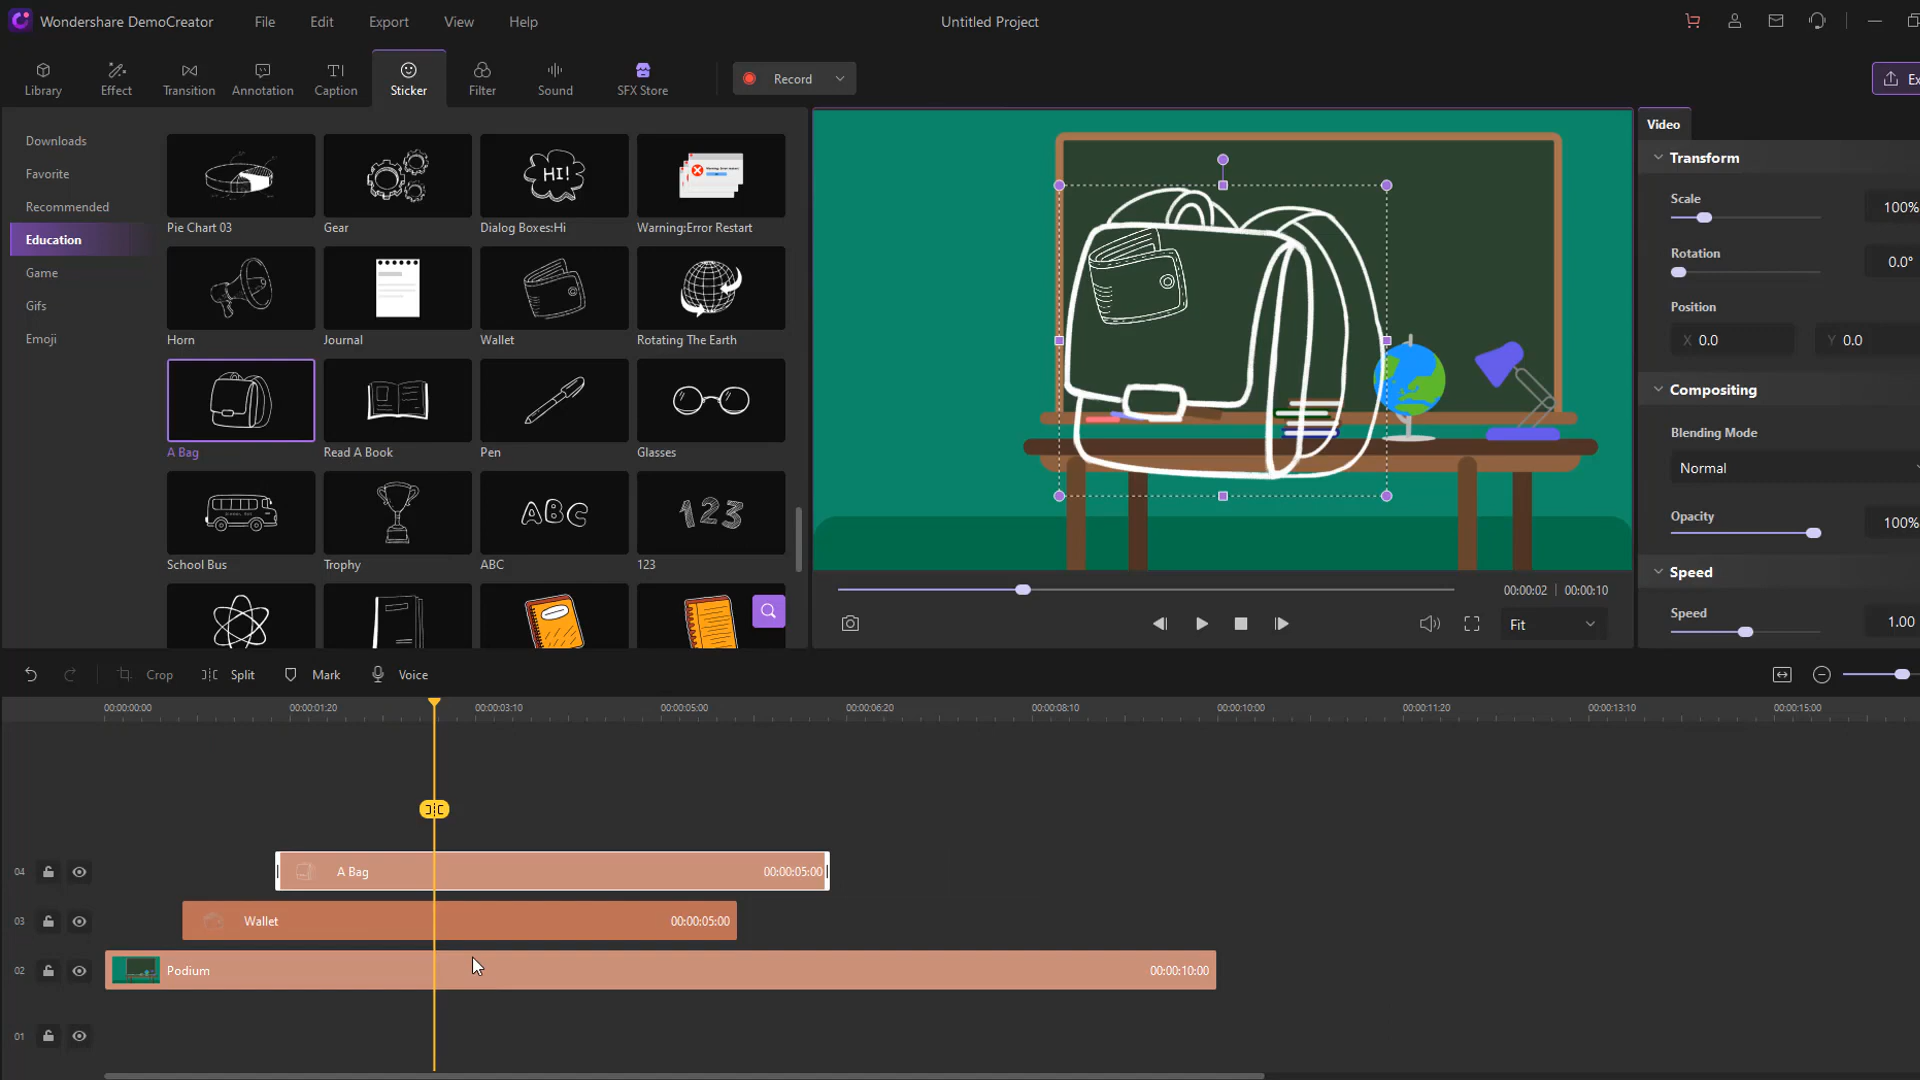 Wondershare DemoCreator File Edit Export View Help Untitled Project
Library Effect Transition Annotation Caption Sticker Filter Sound SFX Store Record Ex
Downloads
Favorite
Recommended
Education
Game
Gifs
Emoji
HI!
Pie Chart 03 Gear Dialog Boxes:Hi Warning:Error Restart
Horn Journal Wallet Rotating The Earth
A Bag Read A Book Pen Glasses
ABC 123
School Bus Trophy ABC 123
00:00:02 | 00:00:10
Fit
Video
Transform
Scale
100%
Rotation
0.0°
Position
X 0.0 Y 0.0
Compositing
Blending Mode
Normal
Opacity
100%
Speed
Speed
1.00
Crop Split Mark Voice
00:00:00:00 00:00:01:20 00:00:03:10 00:00:05:00 00:00:06:20 00:00:08:10 00:00:10:00 00:00:11:20 00:00:13:10 00:00:15:00
04 A Bag 00:00:05:00
03 Wallet 00:00:05:00
02 Podium 00:00:10:00
01